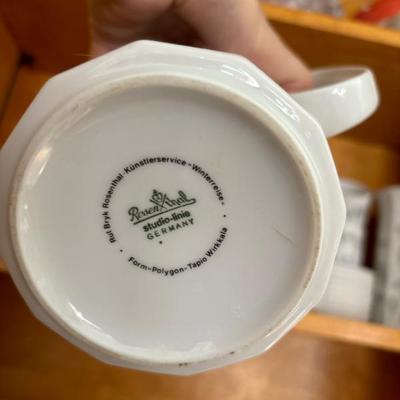 Rut Bryk Rosenthal-Künstlerservice-Winterreise
Rosenthal
studio-linie
GERMANY
Form-Polygon-Tapio Wirkkala